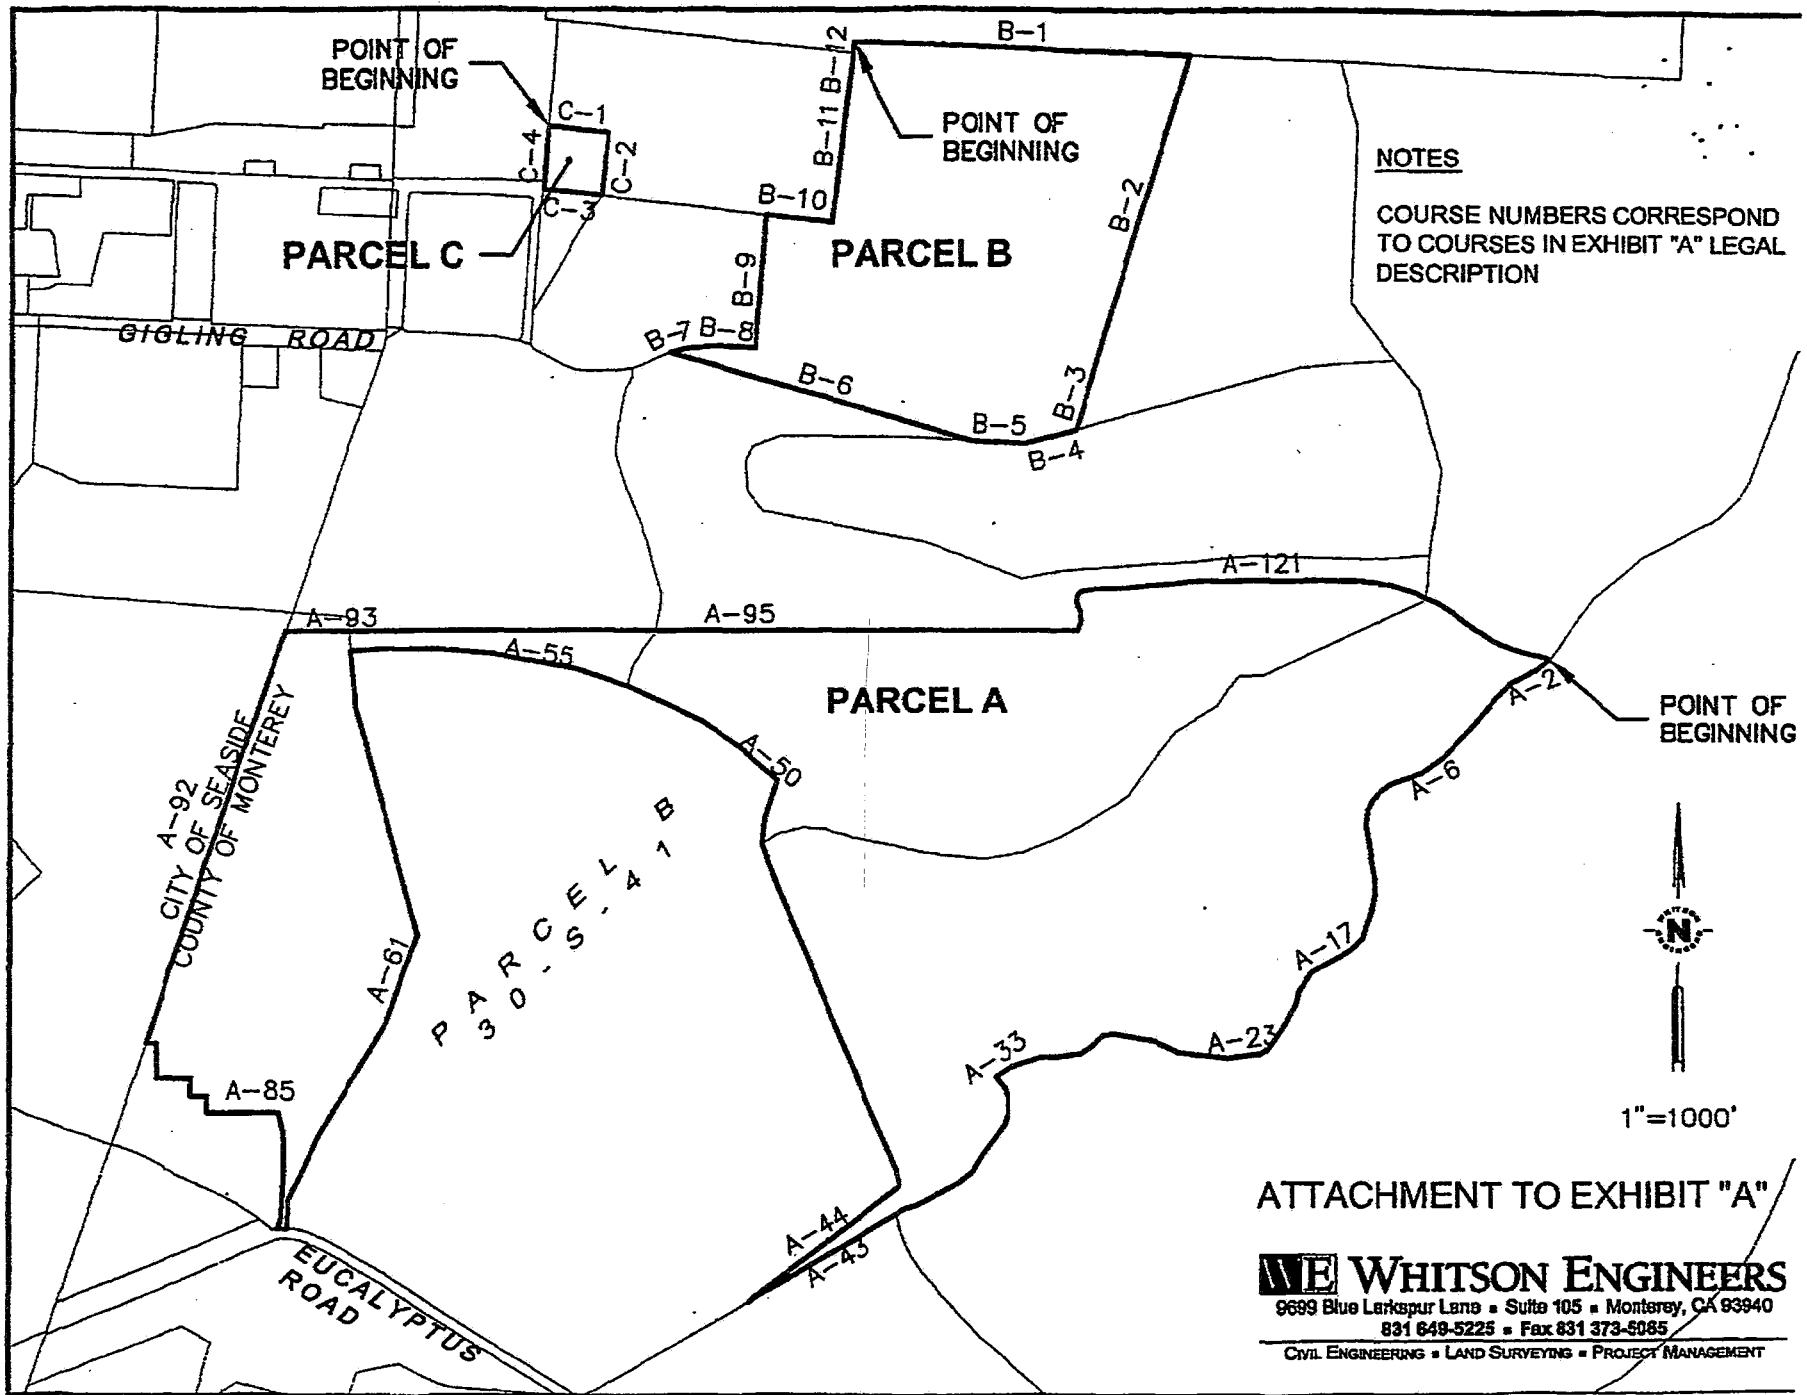 POINT OF
BEGINNING
B-1
B-12
B-11
C-1
C-4
C-2
C-3
POINT OF
BEGINNING
NOTES
COURSE NUMBERS CORRESPOND
TO COURSES IN EXHIBIT "A" LEGAL
DESCRIPTION
B-2
B-10
PARCEL C
PARCEL B
B-9
GIGLING ROAD
B-7
B-8
B-6
B-3
B-5
B-4
A-121
A-93
A-95
A-55
PARCEL A
A-2
POINT OF
BEGINNING
A-50
A-6
A-92
CITY OF SEASIDE
COUNTY OF MONTEREY
PARCEL B
30-S-41
A-61
A-17
WHITSON
N
ENGINEERS
A-33
A-23
A-85
1"=1000'
A-44
A-43
EUCALYPTUS
ROAD
ATTACHMENT TO EXHIBIT "A"
WE WHITSON ENGINEERS
9699 Blue Larkspur Lane ▪ Suite 105 ▪ Monterey, CA 93940
831 649-5225 ▪ Fax 831 373-5065
CIVIL ENGINEERING ▪ LAND SURVEYING ▪ PROJECT MANAGEMENT